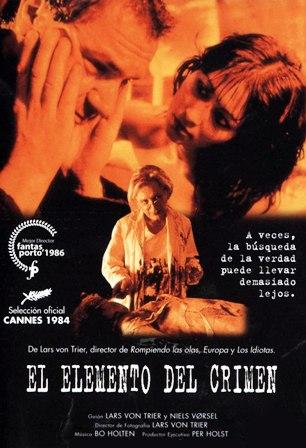 Mejor Director
fantas
porto'1986
Selección oficial
CANNES 1984
A veces,
la búsqueda
de la verdad
puede llevar
demasiado
lejos.
De Lars von Trier, director de Rompiendo las olas, Europa y Los Idiotas.
EL ELEMENTO DEL CRIMEN
Guión LARS VON TRIER y NIELS VØRSEL
Director de Fotografía LARS VON TRIER
Música BO HOLTEN Productor Ejecutivo PER HOLST